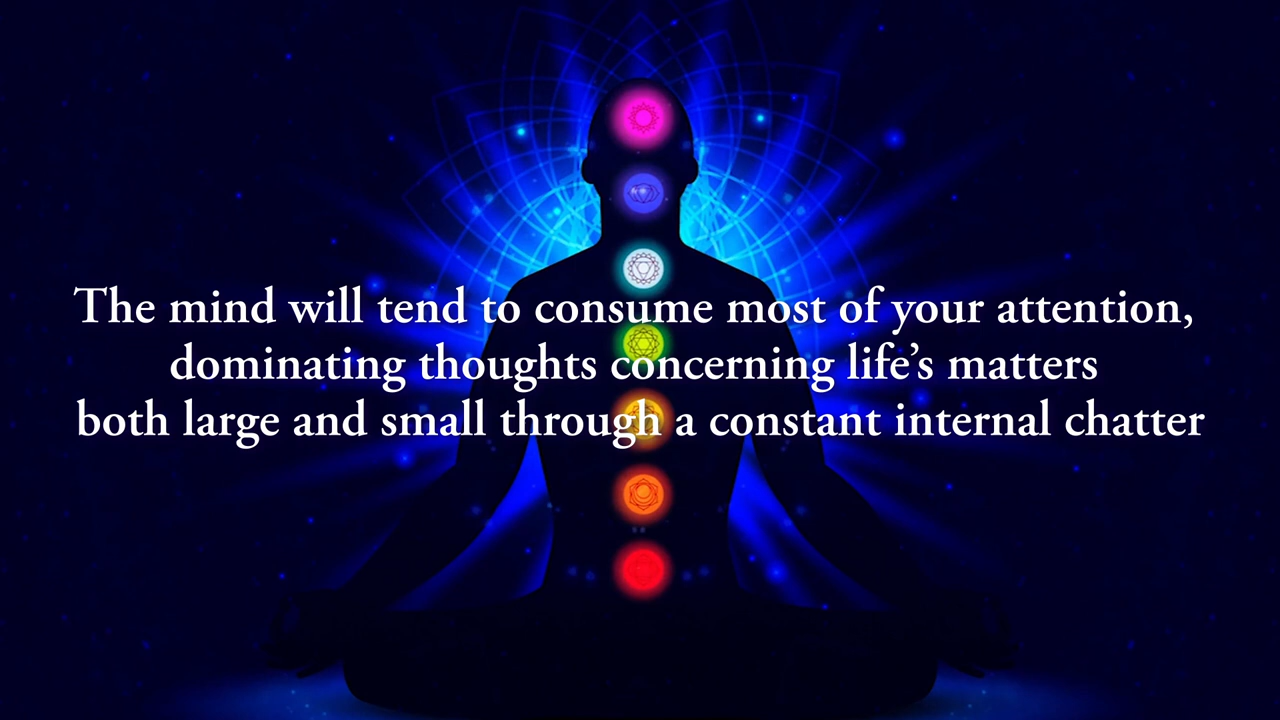 The mind will tend to consume most of your attention,
dominating thoughts concerning life’s matters
both large and small through a constant internal chatter